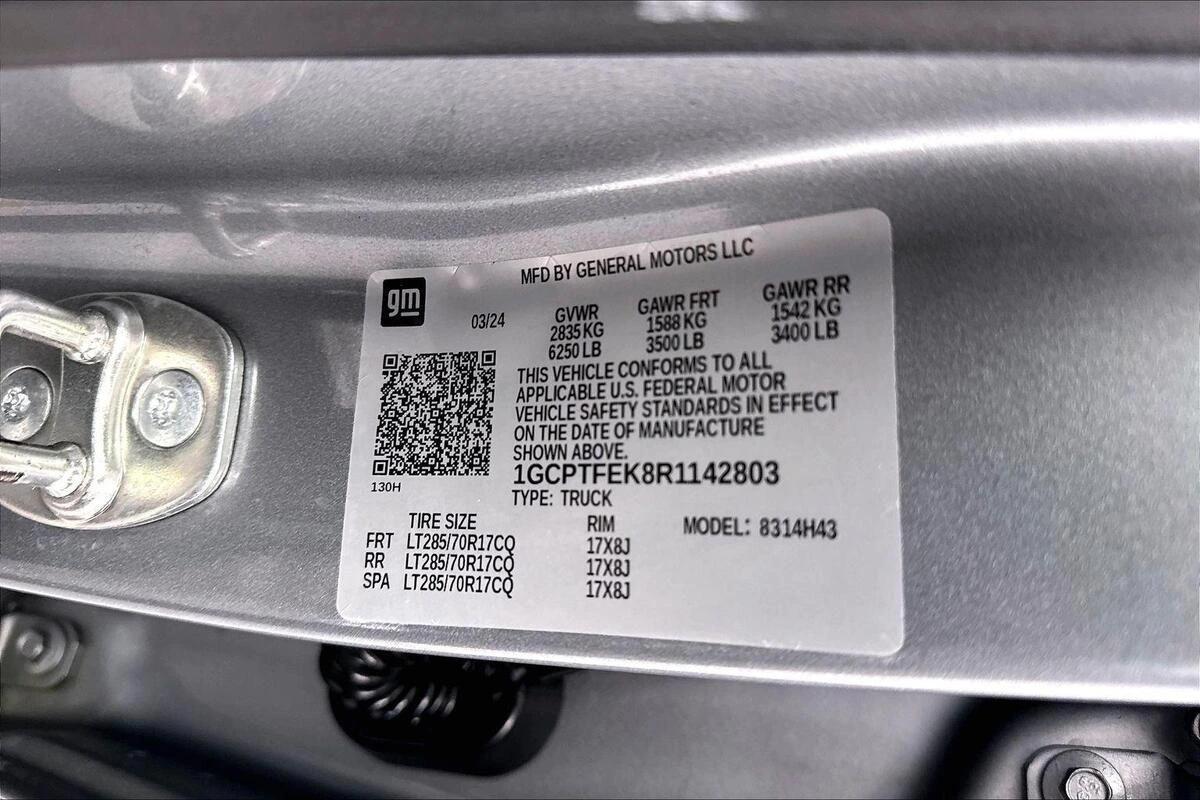 MFD BY GENERAL MOTORS LLC
gm
03/24
GVWR
2835 KG
6250 LB
GAWR FRT
1588 KG
3500 LB
GAWR RR
1542 KG
3400 LB
THIS VEHICLE CONFORMS TO ALL
APPLICABLE U.S. FEDERAL MOTOR
VEHICLE SAFETY STANDARDS IN EFFECT
ON THE DATE OF MANUFACTURE
SHOWN ABOVE.
1GCPTFEK8R1142803
130H
TYPE: TRUCK
TIRE SIZE RIM MODEL: 8314H43
FRT LT285/70R17CQ 17X8J
RR LT285/70R17CQ 17X8J
SPA LT285/70R17CQ 17X8J